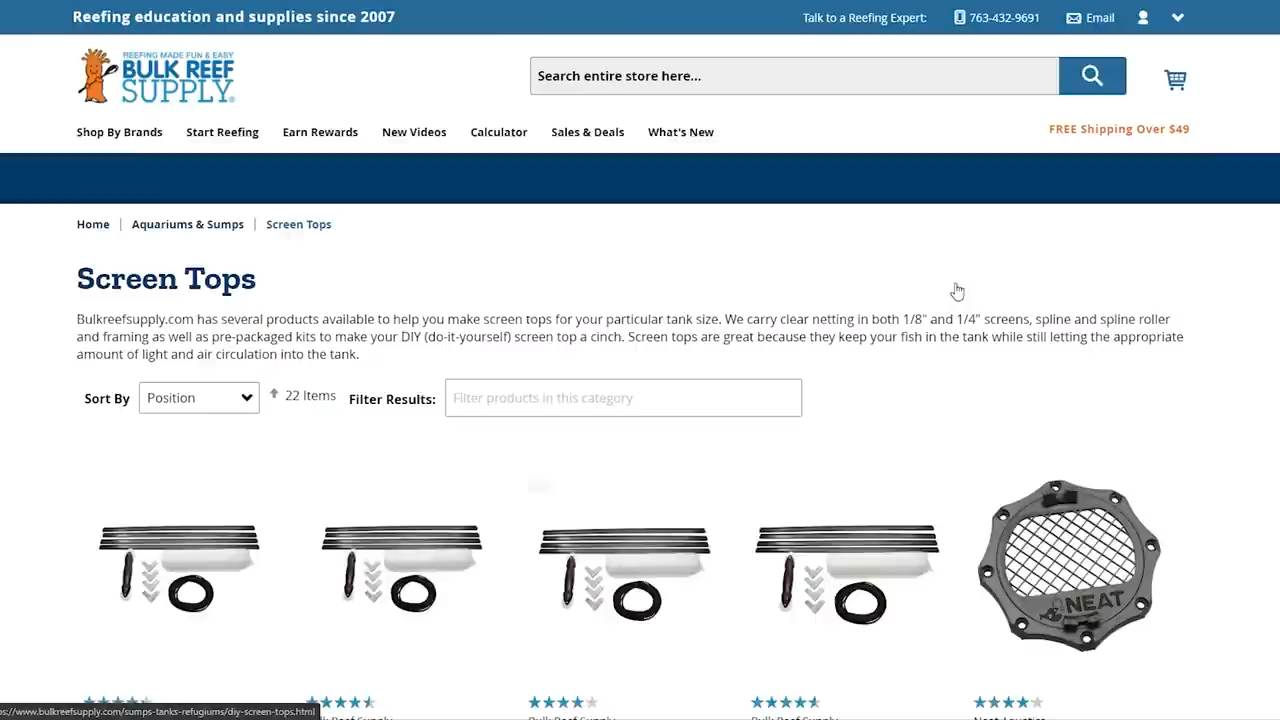 Reefing education and supplies since 2007
Talk to a Reefing Expert: 763-432-9691 Email
REEFING MADE FUN & EASY
BULK REEF
SUPPLY
Search entire store here...
Shop By Brands Start Reefing Earn Rewards New Videos Calculator Sales & Deals What's New
FREE Shipping Over $49
Home | Aquariums & Sumps | Screen Tops
Screen Tops
Bulkreefsupply.com has several products available to help you make screen tops for your particular tank size. We carry clear netting in both 1/8" and 1/4" screens, spline and spline roller
and framing as well as pre-packaged kits to make your DIY (do-it-yourself) screen top a cinch. Screen tops are great because they keep your fish in the tank while still letting the appropriate
amount of light and air circulation into the tank.
Sort By Position 22 Items Filter Results: Filter products in this category
NEAT
ps://www.bulkreefsupply.com/sumps-tanks-refugiums/diy-screen-tops.html